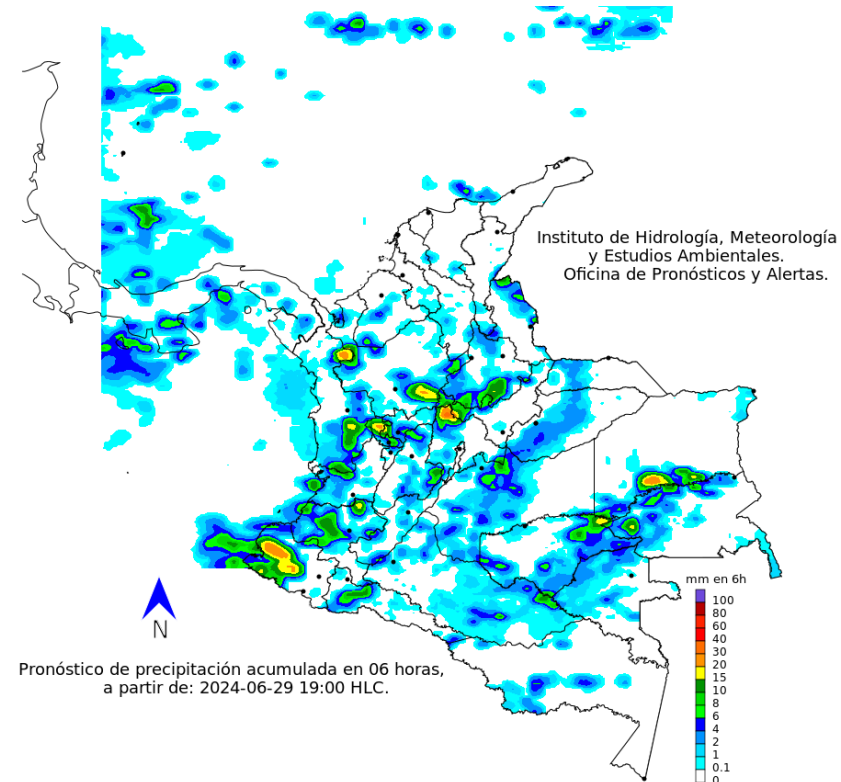 Instituto de Hidrología, Meteorología
y Estudios Ambientales.
Oficina de Pronósticos y Alertas.
N
Pronóstico de precipitación acumulada en 06 horas,
a partir de: 2024-06-29 19:00 HLC.
mm en 6h
100
80
60
40
30
20
15
10
8
6
4
2
1
0.1
0